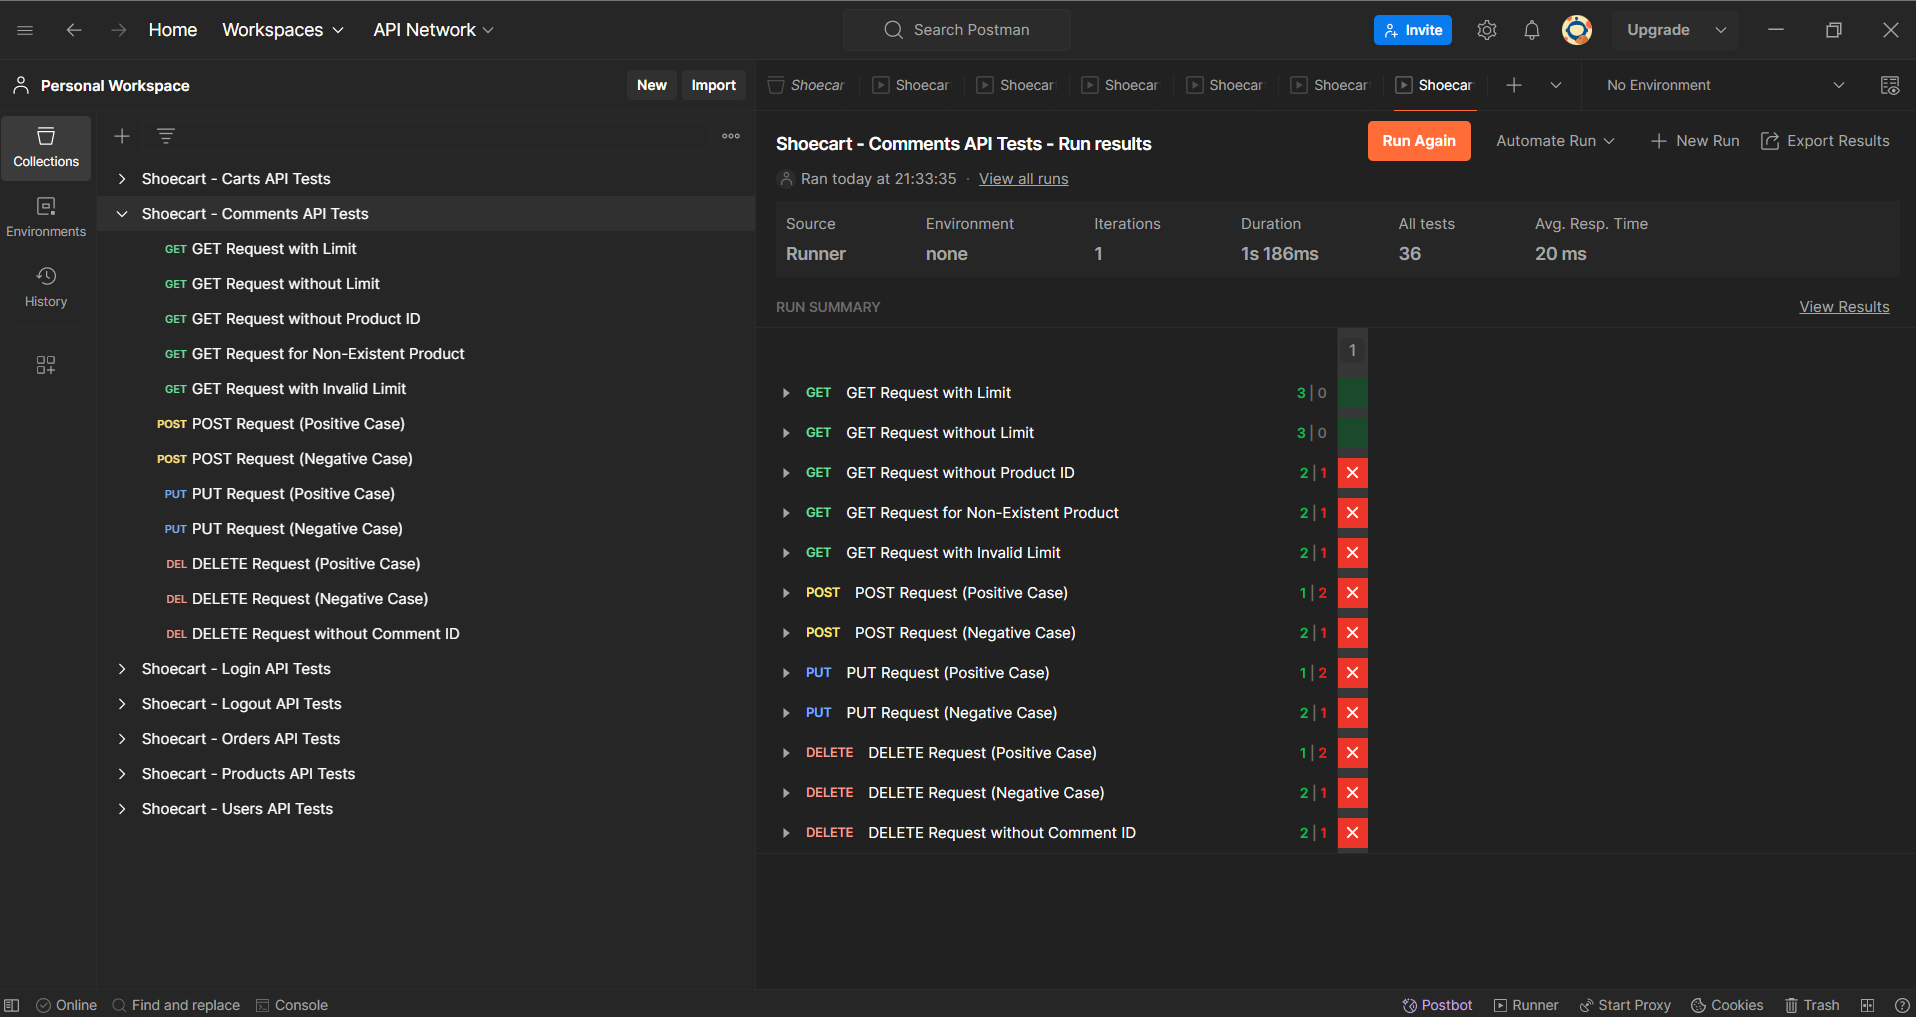 Home Workspaces API Network Search Postman Invite Upgrade
Personal Workspace New Import Shoecar Shoecar Shoecar Shoecar Shoecar Shoecar Shoecar No Environment
Collections
Environments
History
Shoecart - Carts API Tests
Shoecart - Comments API Tests
GET GET Request with Limit
GET GET Request without Limit
GET GET Request without Product ID
GET GET Request for Non-Existent Product
GET GET Request with Invalid Limit
POST POST Request (Positive Case)
POST POST Request (Negative Case)
PUT PUT Request (Positive Case)
PUT PUT Request (Negative Case)
DEL DELETE Request (Positive Case)
DEL DELETE Request (Negative Case)
DEL DELETE Request without Comment ID
Shoecart - Login API Tests
Shoecart - Logout API Tests
Shoecart - Orders API Tests
Shoecart - Products API Tests
Shoecart - Users API Tests
Shoecart - Comments API Tests - Run results Run Again Automate Run New Run Export Results
Ran today at 21:33:35 · View all runs
Source Environment Iterations Duration All tests Avg. Resp. Time
Runner none 1 1s 186ms 36 20 ms
RUN SUMMARY View Results
1
GET GET Request with Limit 3 | 0
GET GET Request without Limit 3 | 0
GET GET Request without Product ID 2 | 1
GET GET Request for Non-Existent Product 2 | 1
GET GET Request with Invalid Limit 2 | 1
POST POST Request (Positive Case) 1 | 2
POST POST Request (Negative Case) 2 | 1
PUT PUT Request (Positive Case) 1 | 2
PUT PUT Request (Negative Case) 2 | 1
DELETE DELETE Request (Positive Case) 1 | 2
DELETE DELETE Request (Negative Case) 2 | 1
DELETE DELETE Request without Comment ID 2 | 1
Online Find and replace Console Postbot Runner Start Proxy Cookies Trash